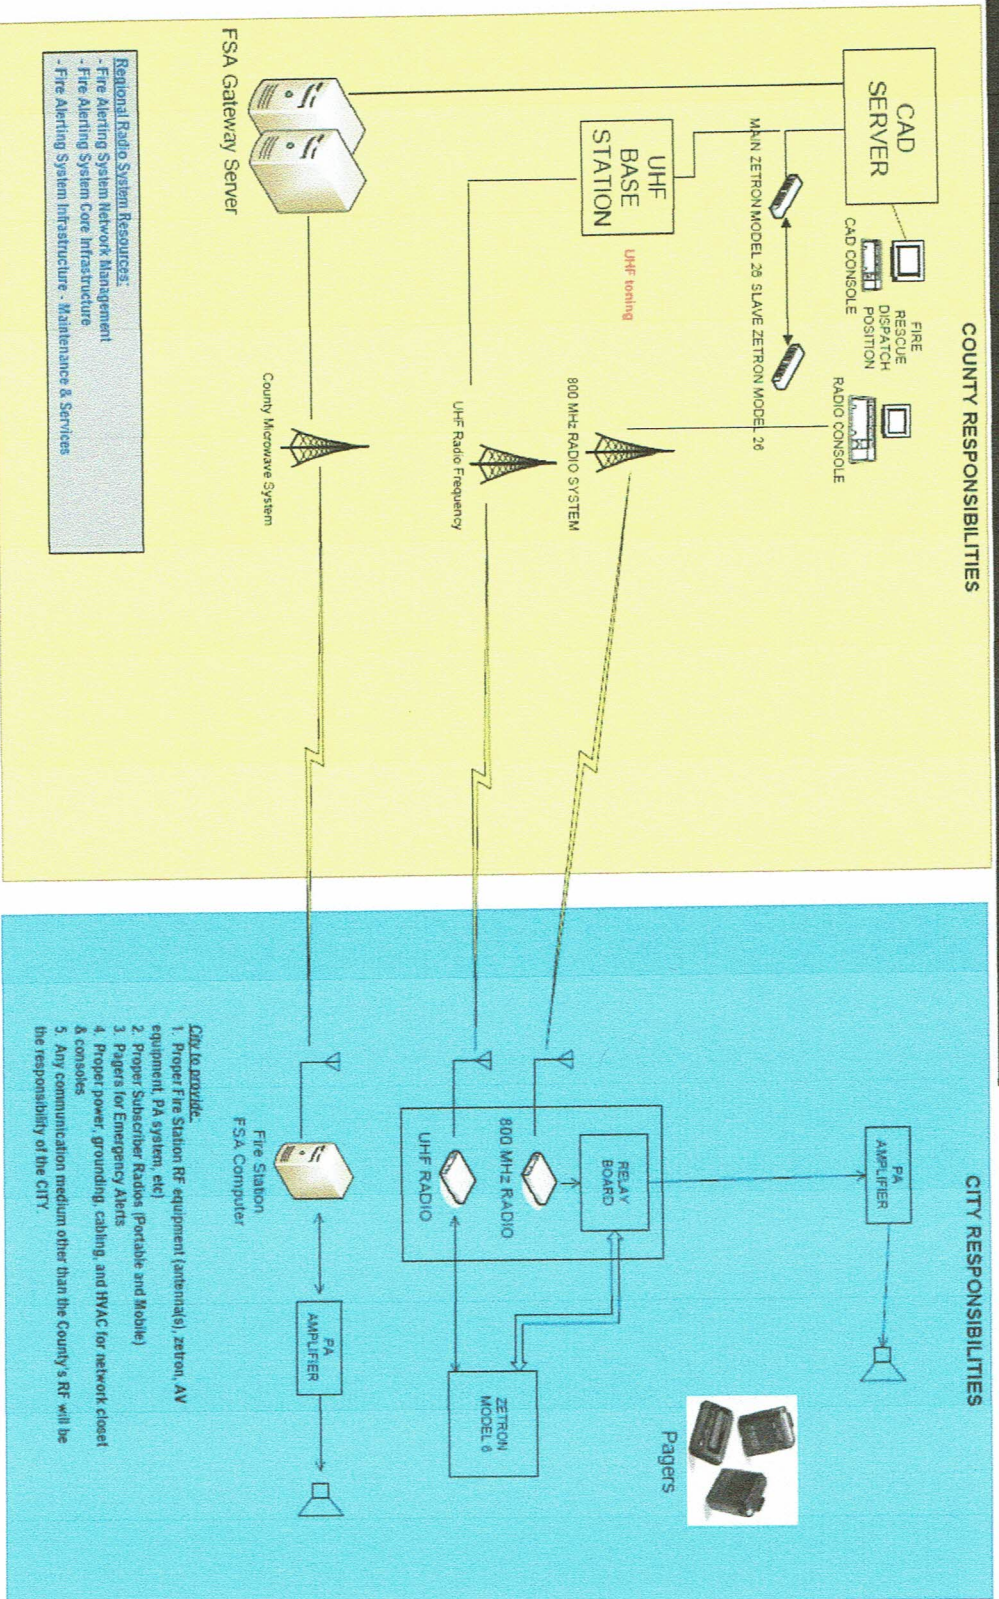 COUNTY RESPONSIBILITIES
CAD
SERVER
CAD CONSOLE
FIRE
RESCUE
DISPATCH
POSITION
RADIO CONSOLE
MAIN ZETRON MODEL 26
SLAVE ZETRON MODEL 26
UHF
BASE
STATION
UHF toning
800 MHz RADIO SYSTEM
UHF Radio Frequency
FSA Gateway Server
County Microwave System
Regional Radio System Resources:
- Fire Alerting System Network Management
- Fire Alerting System Core Infrastructure
- Fire Alerting System Infrastructure - Maintenance & Services
CITY RESPONSIBILITIES
PA
AMPLIFIER
Pagers
RELAY
BOARD
800 MHz RADIO
UHF RADIO
ZETRON
MODEL 6
Fire Station
FSA Computer
PA
AMPLIFIER
City to provide:
1. Proper Fire Station RF equipment (antenna(s), zetron, AV
equipment, PA system, etc)
2. Proper Subscriber Radios (Portable and Mobile)
3. Pagers for Emergency Alerts
4. Proper power, grounding, cabling, and HVAC for network closet
& consoles
5. Any communication medium other than the County's RF will be
the responsibility of the CITY